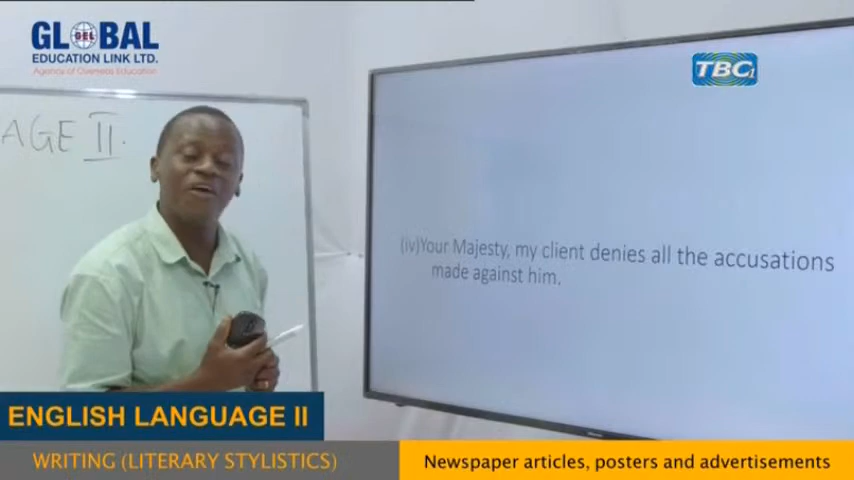 GLOBAL
GEL
EDUCATION LINK LTD.
Agency of Overseas Education
TBC1
AGE II.
(iv)Your Majesty, my client denies all the accusations
made against him.
ENGLISH LANGUAGE II
WRITING (LITERARY STYLISTICS)
Newspaper articles, posters and advertisements